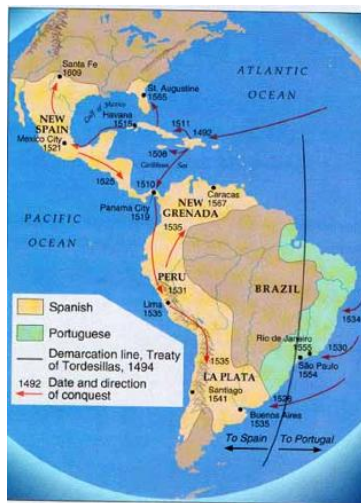 Santa Fe
1609
ATLANTIC
OCEAN
St. Augustine
1565
NEW
SPAIN
Gulf of Mexico
Havana
1515
1511
1492
Mexico City
1521
1508
Caribbean Sea
1525
1510
Caracas
1567
Panama City
1519
NEW
GRENADA
PACIFIC
OCEAN
1535
PERU
1531
BRAZIL
Lima
1535
Spanish
Portuguese
Demarcation line, Treaty
of Tordesillas, 1494
1492 Date and direction
of conquest
1534
Rio de Janeiro
1555
1530
São Paulo
1554
1535
LA PLATA
Santiago
1541
Buenos Aires
1535
To Spain
To Portugal